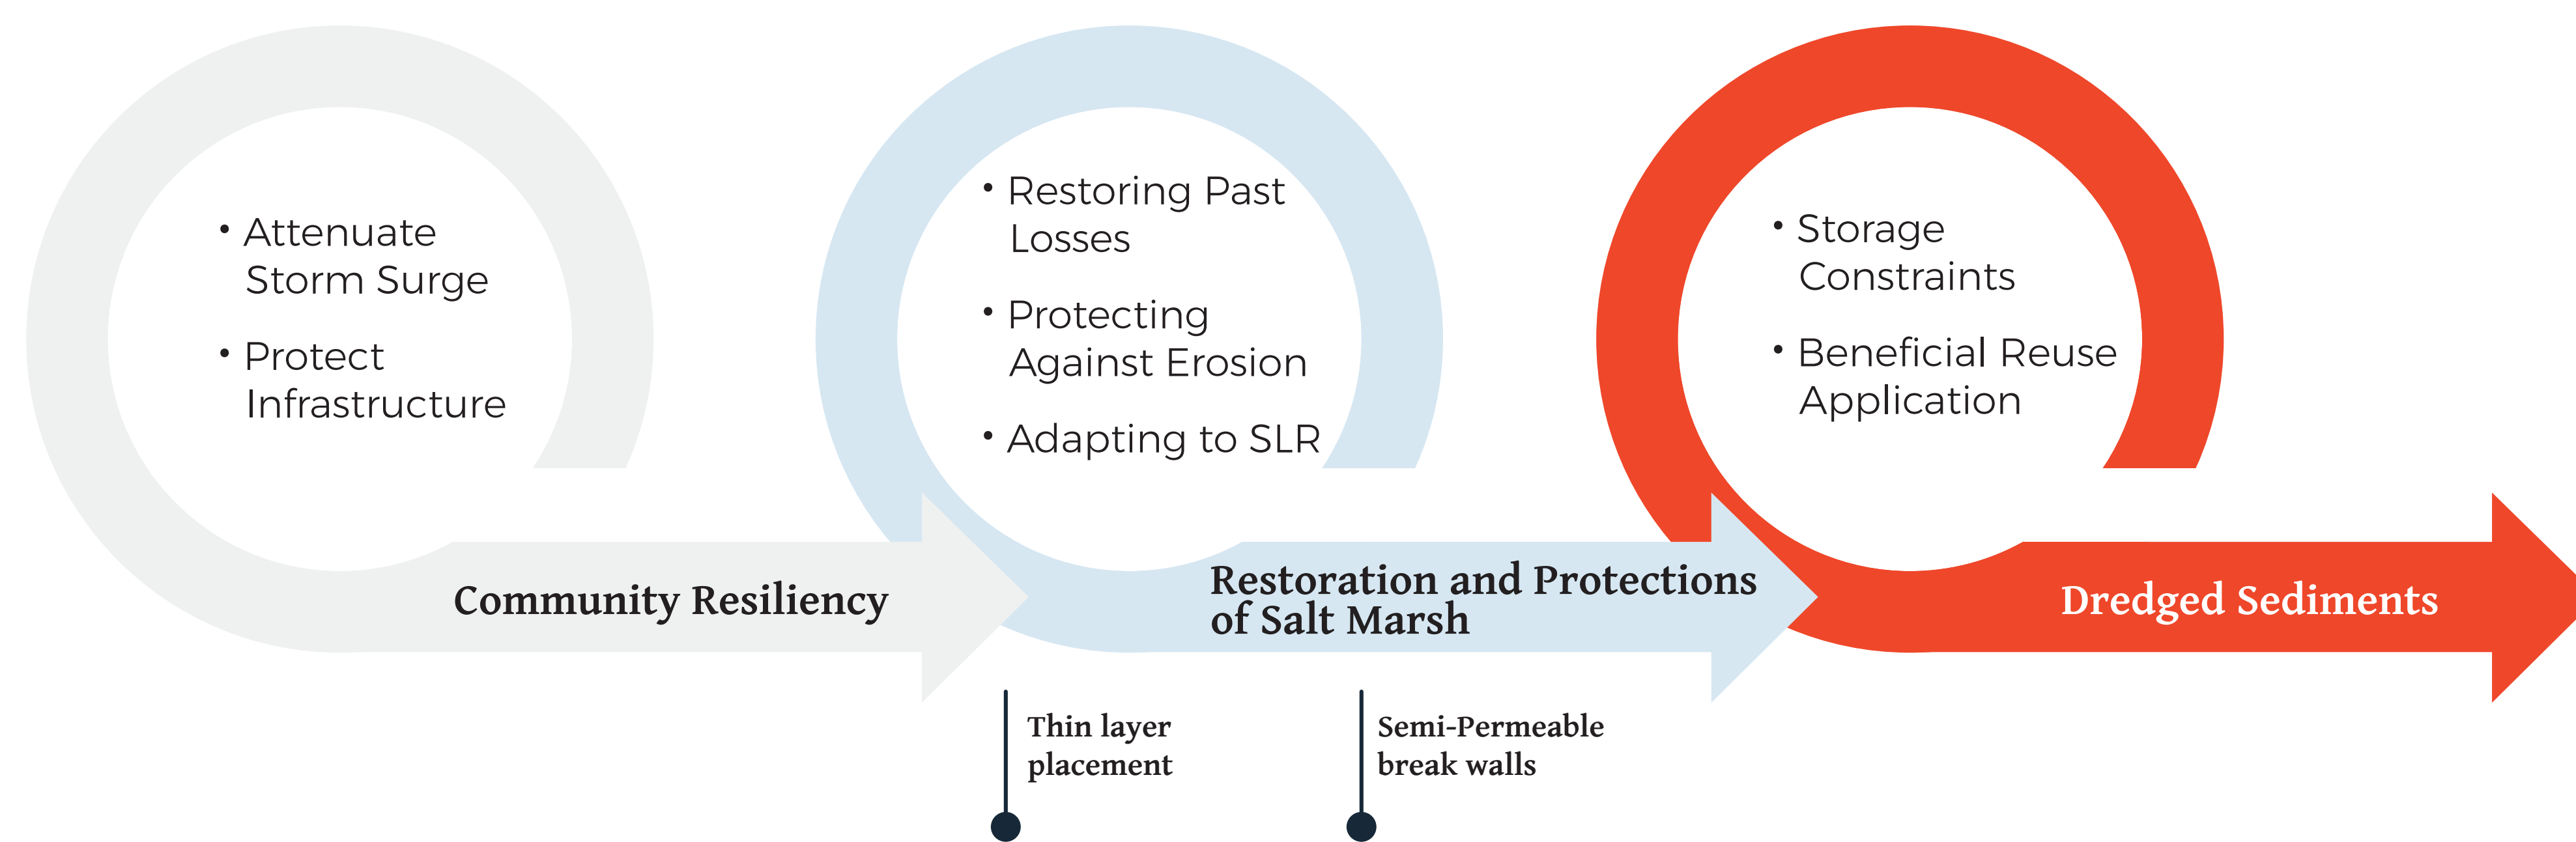 • Attenuate
Storm Surge
• Protect
Infrastructure
Community Resiliency
• Restoring Past
Losses
• Protecting
Against Erosion
• Adapting to SLR
Restoration and Protections
of Salt Marsh
Thin layer
placement
Semi-Permeable
break walls
• Storage
Constraints
• Beneficial Reuse
Application
Dredged Sediments